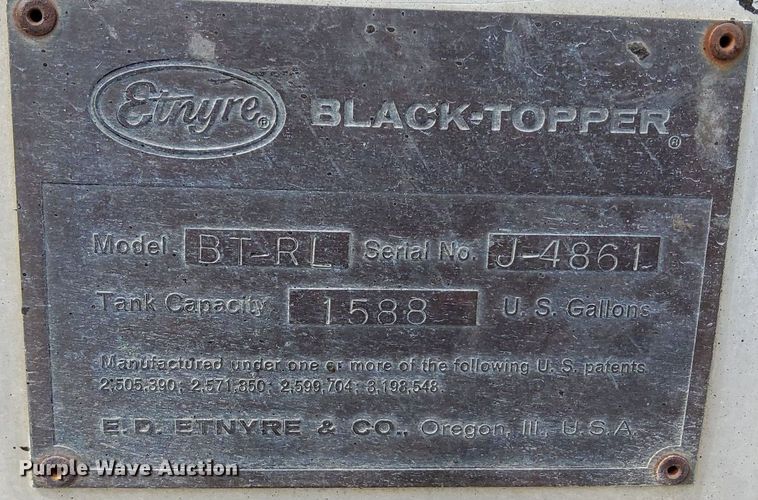 Etnyre® BLACK-TOPPER®
Model BT-RL Serial No. J-4861
Tank Capacity 1588 U. S. Gallons
Manufactured under one or more of the following U. S. patents
2,505,390; 2,571,350; 2,599,704; 3,198,548
E. D. ETNYRE & CO., Oregon, Ill., U.S.A.
Purple Wave Auction